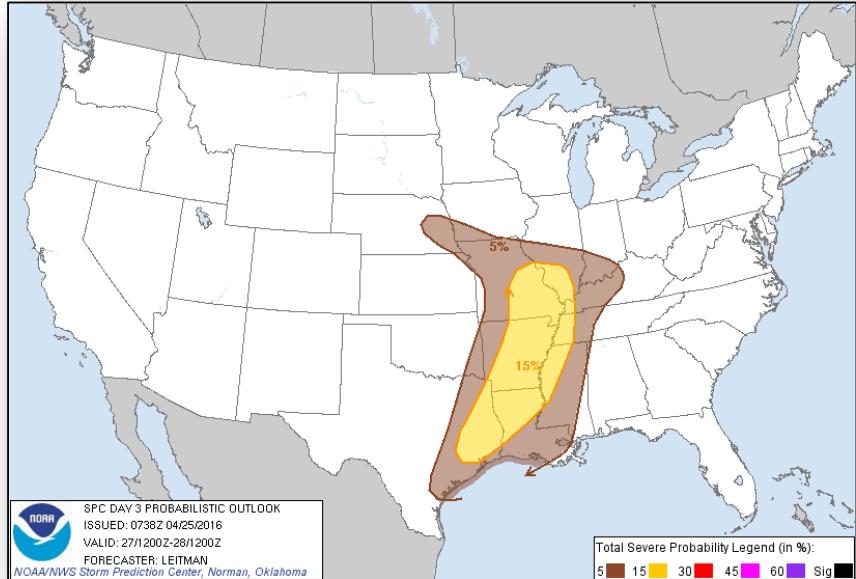 5%
15%
NOAA
SPC DAY 3 PROBABILISTIC OUTLOOK
ISSUED: 0738Z 04/25/2016
VALID: 27/1200Z-28/1200Z
FORECASTER: LEITMAN
NOAA/NWS Storm Prediction Center, Norman, Oklahoma
Total Severe Probability Legend (in %):
5 15 30 45 60 Sig